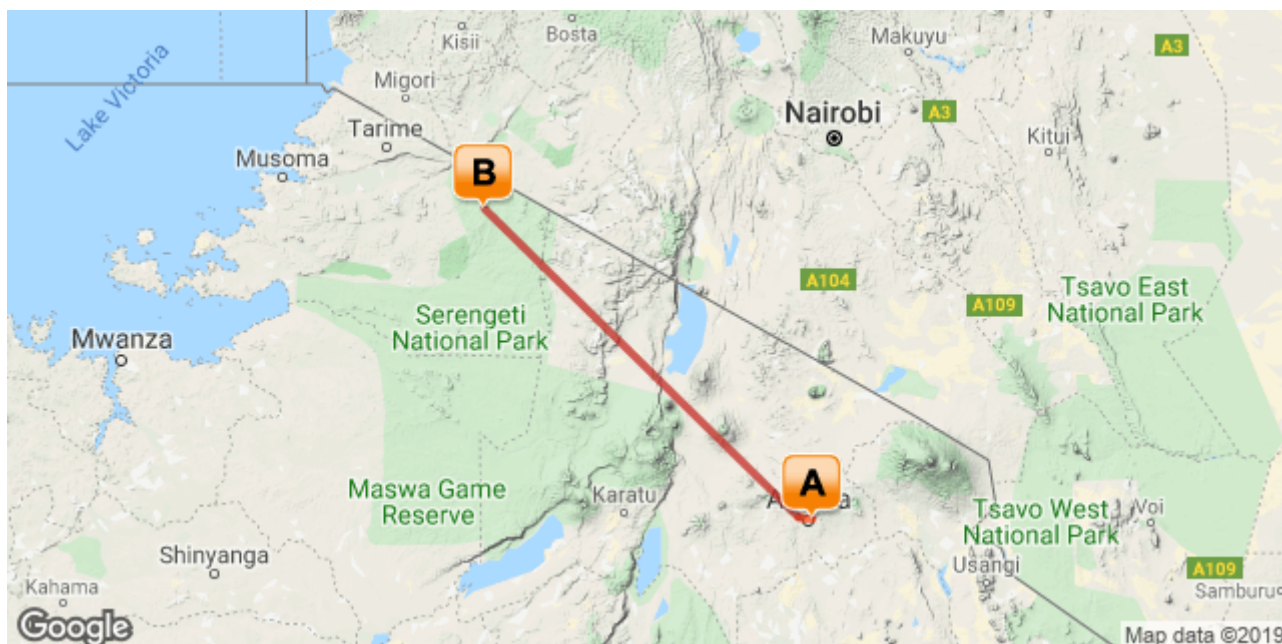 Lake Victoria
Kisii
Bosta
Makuyu
A3
Migori
Nairobi
A3
Tarime
Kitui
Musoma
B
A104
Tsavo East
National Park
A109
Serengeti
National Park
Mwanza
A
Maswa Game
Reserve
Karatu
Tsavo West
National Park
Voi
Shinyanga
Usangi
A109
Kahama
Samburu
Google
Map data ©2019